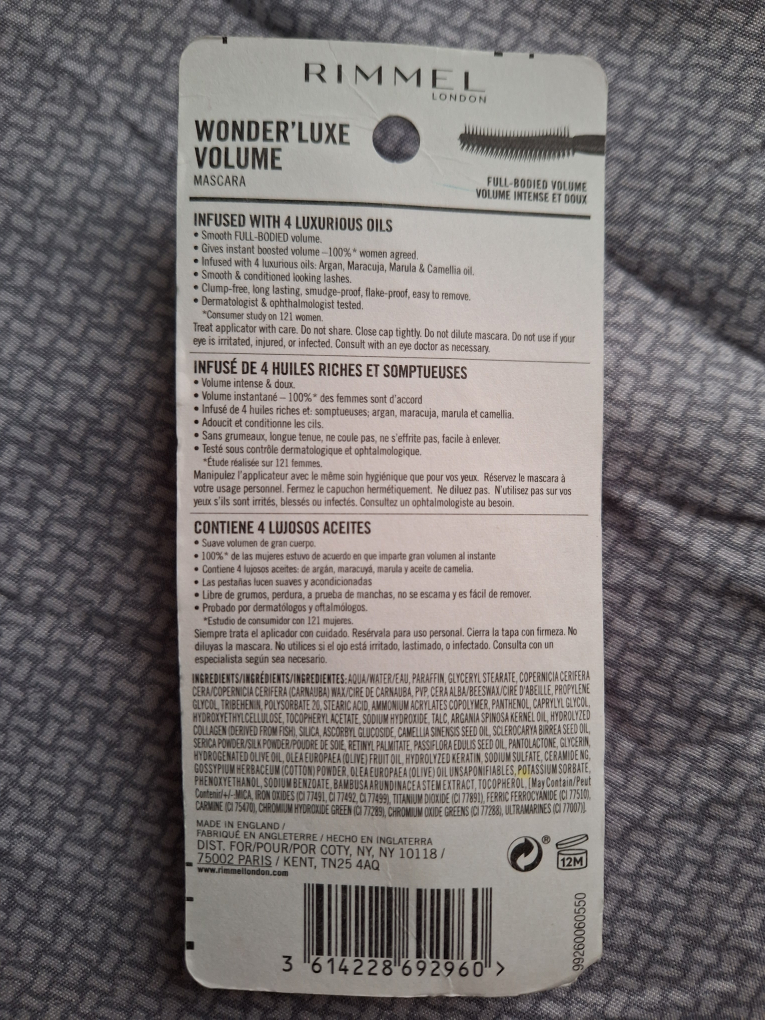 RIMMEL
LONDON
WONDER'LUXE
VOLUME
MASCARA
FULL-BODIED VOLUME
VOLUME INTENSE ET DOUX
INFUSED WITH 4 LUXURIOUS OILS
• Smooth FULL-BODIED volume.
• Gives instant boosted volume –100%* women agreed.
• Infused with 4 luxurious oils: Argan, Maracuja, Marula & Camellia oil.
• Smooth & conditioned looking lashes.
• Clump-free, long lasting, smudge-proof, flake-proof, easy to remove.
• Dermatologist & ophthalmologist tested.
*Consumer study on 121 women.
Treat applicator with care. Do not share. Close cap tightly. Do not dilute mascara. Do not use if your
eye is irritated, injured, or infected. Consult with an eye doctor as necessary.
INFUSÉ DE 4 HUILES RICHES ET SOMPTUEUSES
• Volume intense & doux.
• Volume instantané – 100%* des femmes sont d'accord
• Infusé de 4 huiles riches et: somptueuses; argan, maracuja, marula et camellia.
• Adoucit et conditionne les cils.
• Sans grumeaux, longue tenue, ne coule pas, ne s'effrite pas, facile à enlever.
• Testé sous contrôle dermatologique et ophtalmologique.
*Étude réalisée sur 121 femmes.
Manipulez l'applicateur avec le même soin hygiénique que pour vos yeux. Réservez le mascara à
votre usage personnel. Fermez le capuchon hermétiquement. Ne diluez pas. N'utilisez pas sur vos
yeux s'ils sont irrités, blessés ou infectés. Consultez un ophtalmologiste au besoin.
CONTIENE 4 LUJOSOS ACEITES
• Suave volumen de gran cuerpo.
• 100%* de las mujeres estuvo de acuerdo en que imparte gran volumen al instante
• Contiene 4 lujosos aceites: de argán, maracuyá, marula y aceite de camelia.
• Las pestañas lucen suaves y acondicionadas
• Libre de grumos, perdura, a prueba de manchas, no se escama y es fácil de remover.
• Probado por dermatólogos y oftalmólogos.
*Estudio de consumidor con 121 mujeres.
Siempre trata el aplicador con cuidado. Resérvala para uso personal. Cierra la tapa con firmeza. No
diluyas la mascara. No utilices si el ojo está irritado, lastimado, o infectado. Consulta con un
especialista según sea necesario.
INGREDIENTS/INGRÉDIENTS/INGREDIENTES: AQUA/WATER/EAU, PARAFFIN, GLYCERYL STEARATE, COPERNICIA CERIFERA
CERA/COPERNICIA CERIFERA (CARNAUBA) WAX/CIRE DE CARNAUBA, PVP, CERA ALBA/BEESWAX/CIRE D'ABEILLE, PROPYLENE
GLYCOL, TRIBEHENIN, POLYSORBATE 20, STEARIC ACID, AMMONIUM ACRYLATES COPOLYMER, PANTHENOL, CAPRYLYL GLYCOL,
HYDROXYETHYLCELLULOSE, TOCOPHERYL ACETATE, SODIUM HYDROXIDE, TALC, ARGANIA SPINOSA KERNEL OIL, HYDROLYZED
COLLAGEN (DERIVED FROM FISH), SILICA, ASCORBYL GLUCOSIDE, CAMELLIA SINENSIS SEED OIL, SCLEROCARYA BIRREA SEED OIL,
SERICA POWDER/SILK POWDER/POUDRE DE SOIE, RETINYL PALMITATE, PASSIFLORA EDULIS SEED OIL, PANTOLACTONE, GLYCERIN,
HYDROGENATED OLIVE OIL, OLEA EUROPAEA (OLIVE) FRUIT OIL, HYDROLYZED KERATIN, SODIUM SULFATE, CERAMIDE NG,
GOSSYPIUM HERBACEUM (COTTON) POWDER, OLEA EUROPAEA (OLIVE) OIL UNSAPONIFIABLES, POTASSIUM SORBATE,
PHENOXYETHANOL, SODIUM BENZOATE, BAMBUSA ARUNDINACEA STEM EXTRACT, TOCOPHEROL. [May Contain/Peut
Contenir/+/-:MICA, IRON OXIDES (CI 77491, CI 77492, CI 77499), TITANIUM DIOXIDE (CI 77891), FERRIC FERROCYANIDE (CI 77510),
CARMINE (CI 75470), CHROMIUM HYDROXIDE GREEN (CI 77289), CHROMIUM OXIDE GREENS (CI 77288), ULTRAMARINES (CI 77007)].
MADE IN ENGLAND /
FABRIQUÉ EN ANGLETERRE / HECHO EN INGLATERRA
DIST. FOR/POUR/POR COTY, NY, NY 10118 /
75002 PARIS / KENT, TN25 4AQ
www.rimmellondon.com
®
12M
99260060550
3 614228 692960 >